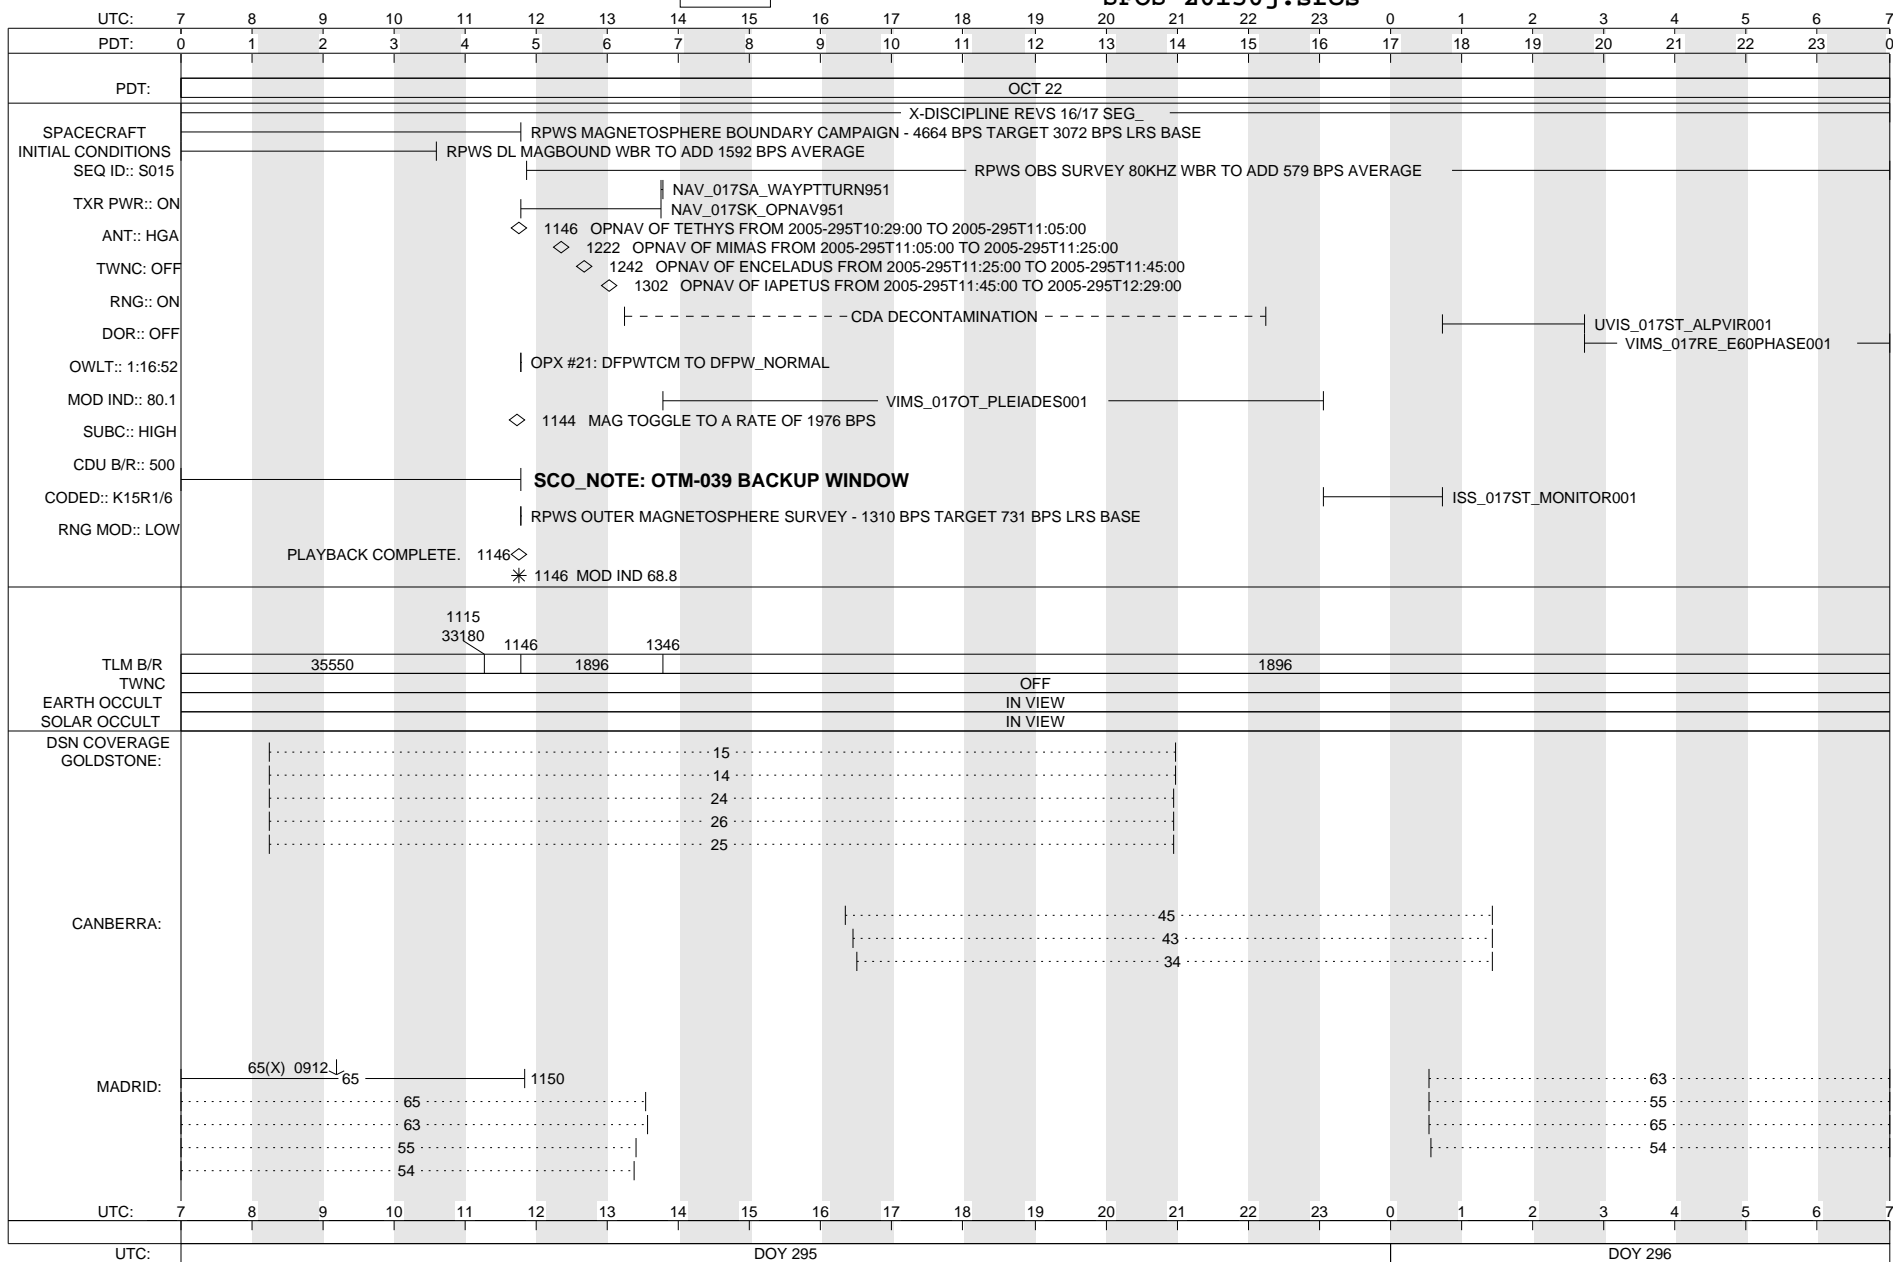 UTC: 7 8 9 10 11 12 13 14 15 16 17 18 19 20 21 22 23 0 1 2 3 4 5 6 7
PDT: 0 1 2 3 4 5 6 7 8 9 10 11 12 13 14 15 16 17 18 19 20 21 22 23 0
PDT: OCT 22
X-DISCIPLINE REVS 16/17 SEG_
SPACECRAFT
RPWS MAGNETOSPHERE BOUNDARY CAMPAIGN - 4664 BPS TARGET 3072 BPS LRS BASE
INITIAL CONDITIONS
RPWS DL MAGBOUND WBR TO ADD 1592 BPS AVERAGE
SEQ ID:: S015
RPWS OBS SURVEY 80KHZ WBR TO ADD 579 BPS AVERAGE
NAV_017SA_WAYPTTURN951
TXR PWR:: ON
NAV_017SK_OPNAV951
1146 OPNAV OF TETHYS FROM 2005-295T10:29:00 TO 2005-295T11:05:00
ANT:: HGA
1222 OPNAV OF MIMAS FROM 2005-295T11:05:00 TO 2005-295T11:25:00
TWNC: OFF
1242 OPNAV OF ENCELADUS FROM 2005-295T11:25:00 TO 2005-295T11:45:00
1302 OPNAV OF IAPETUS FROM 2005-295T11:45:00 TO 2005-295T12:29:00
RNG:: ON
CDA DECONTAMINATION
UVIS_017ST_ALPVIR001
DOR:: OFF
VIMS_017RE_E60PHASE001
OWLT:: 1:16:52
OPX #21: DFPWTCM TO DFPW_NORMAL
MOD IND:: 80.1
VIMS_017OT_PLEIADES001
1144 MAG TOGGLE TO A RATE OF 1976 BPS
SUBC:: HIGH
CDU B/R:: 500
SCO_NOTE: OTM-039 BACKUP WINDOW
CODED:: K15R1/6
ISS_017ST_MONITOR001
RPWS OUTER MAGNETOSPHERE SURVEY - 1310 BPS TARGET 731 BPS LRS BASE
RNG MOD:: LOW
PLAYBACK COMPLETE. 1146
1146 MOD IND 68.8
1115
33180
1146 1346
TLM B/R 35550 1896 1896
TWNC OFF
EARTH OCCULT IN VIEW
SOLAR OCCULT IN VIEW
DSN COVERAGE
GOLDSTONE:
15
14
24
26
25
CANBERRA:
45
43
34
MADRID:
65(X) 0912
65 1150
63
65
55
63
65
55
54
54
UTC: 7 8 9 10 11 12 13 14 15 16 17 18 19 20 21 22 23 0 1 2 3 4 5 6 7
UTC: DOY 295 DOY 296